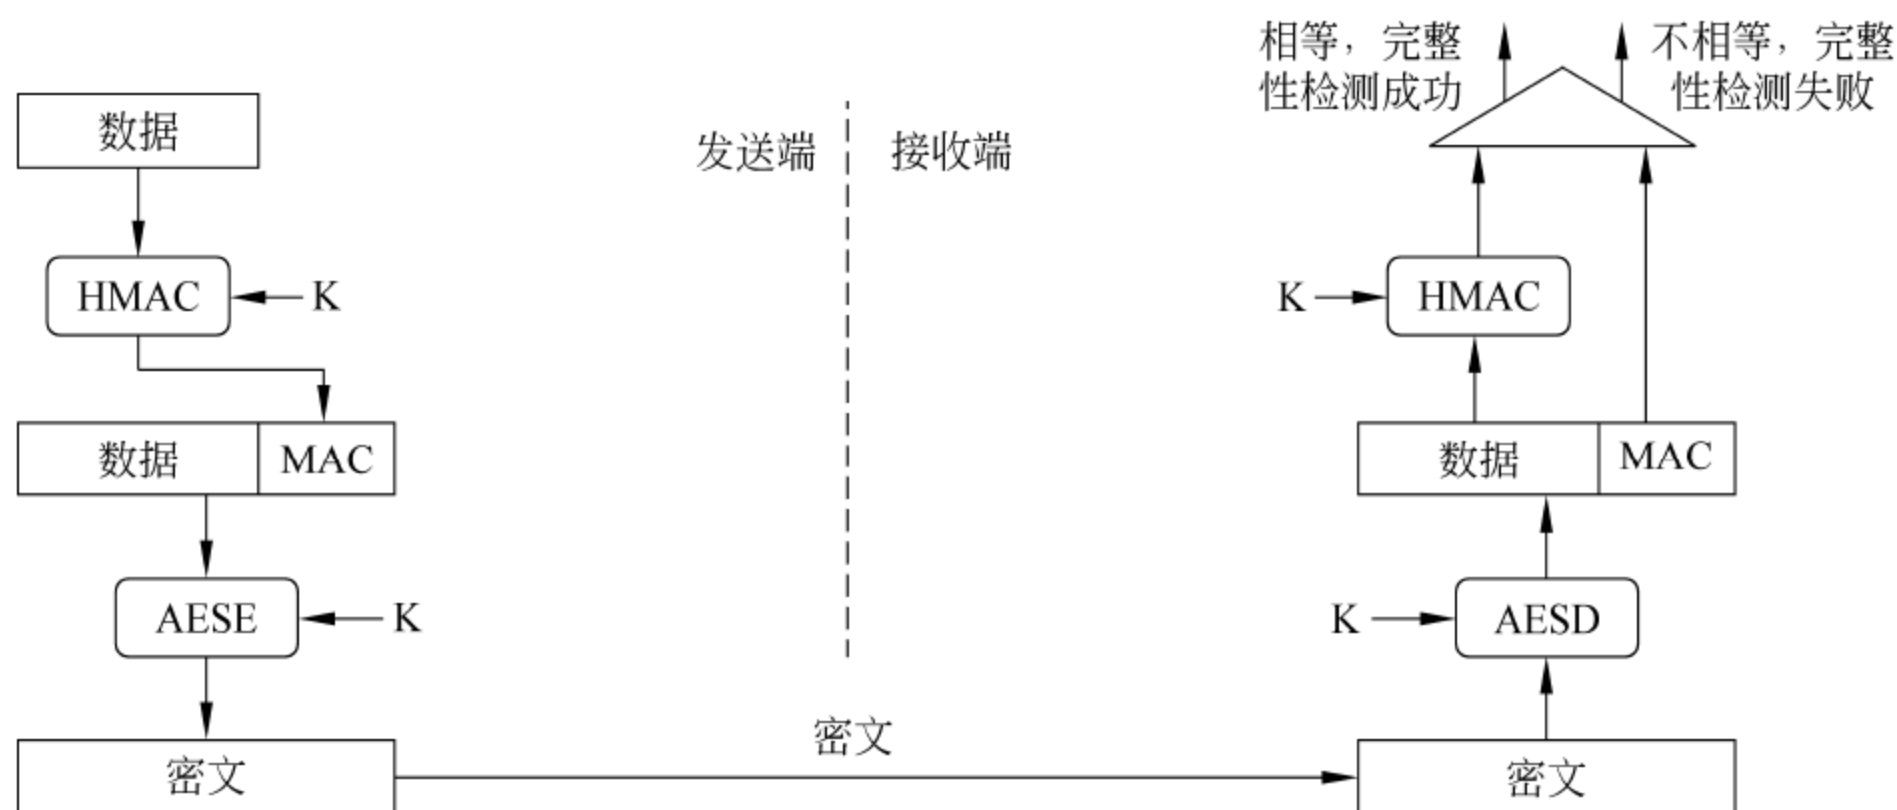 相等，完整
性检测成功
不相等，完整
性检测失败
数据
发送端
接收端
HMAC
K
K
HMAC
数据
MAC
数据
MAC
AESE
K
K
AESD
密文
密文
密文